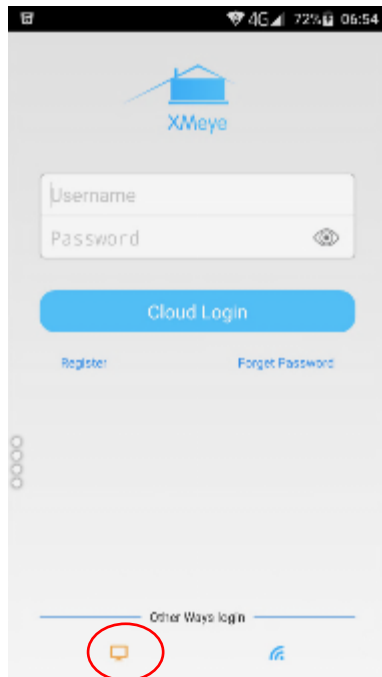 4G 72% 06:54
XMeye
Username
Password
Cloud Login
Register Forget Password
Other Ways login